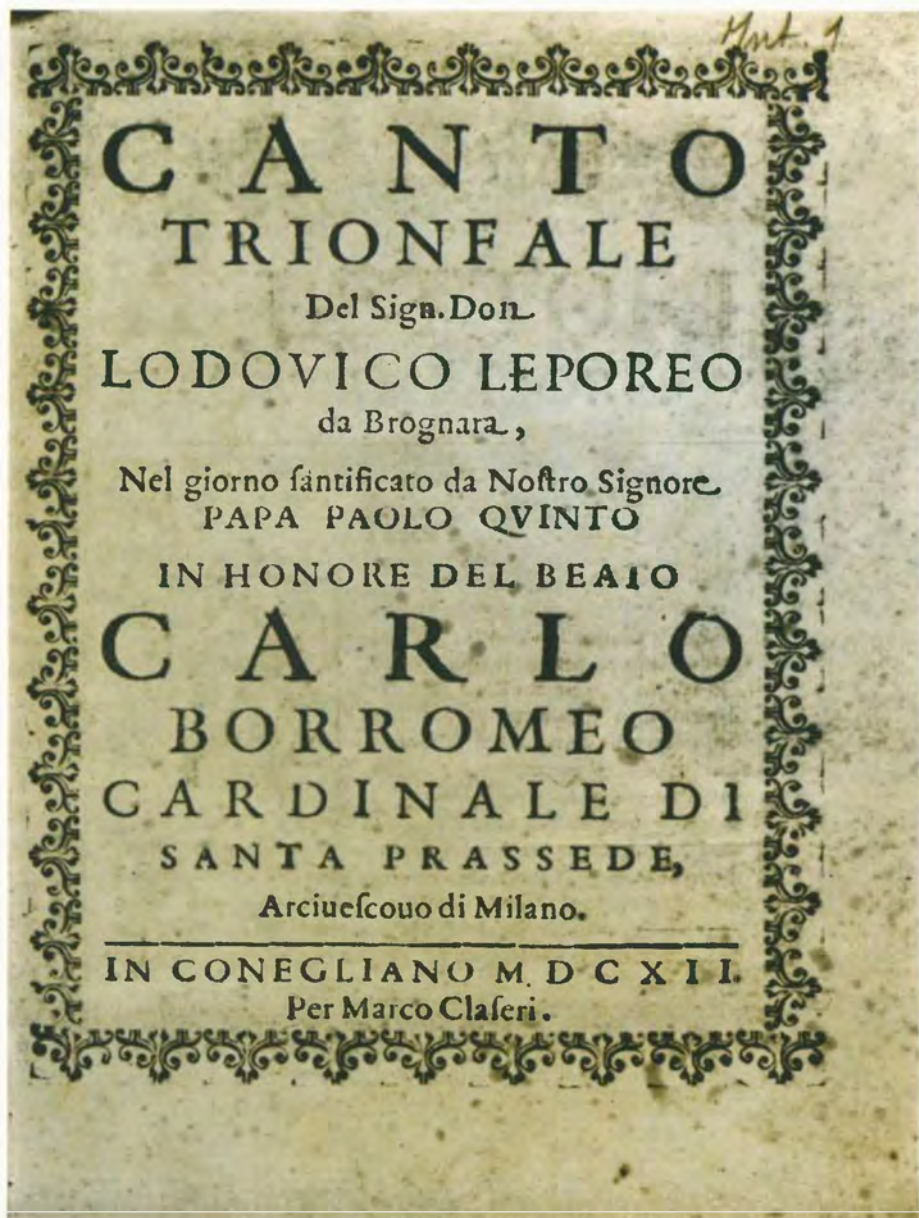 CANTO
TRIONFALE
Del Sign. Don
LODOVICO LEPOREO
da Brognara,
Nel giorno ſantificato da Noſtro Signore
PAPA PAOLO QVINTO
IN HONORE DEL BEATO
CARLO
BORROMEO
CARDINALE DI
SANTA PRASSEDE,
Arciueſcouo di Milano.
IN CONEGLIANO M. D C X I I.
Per Marco Claſeri.